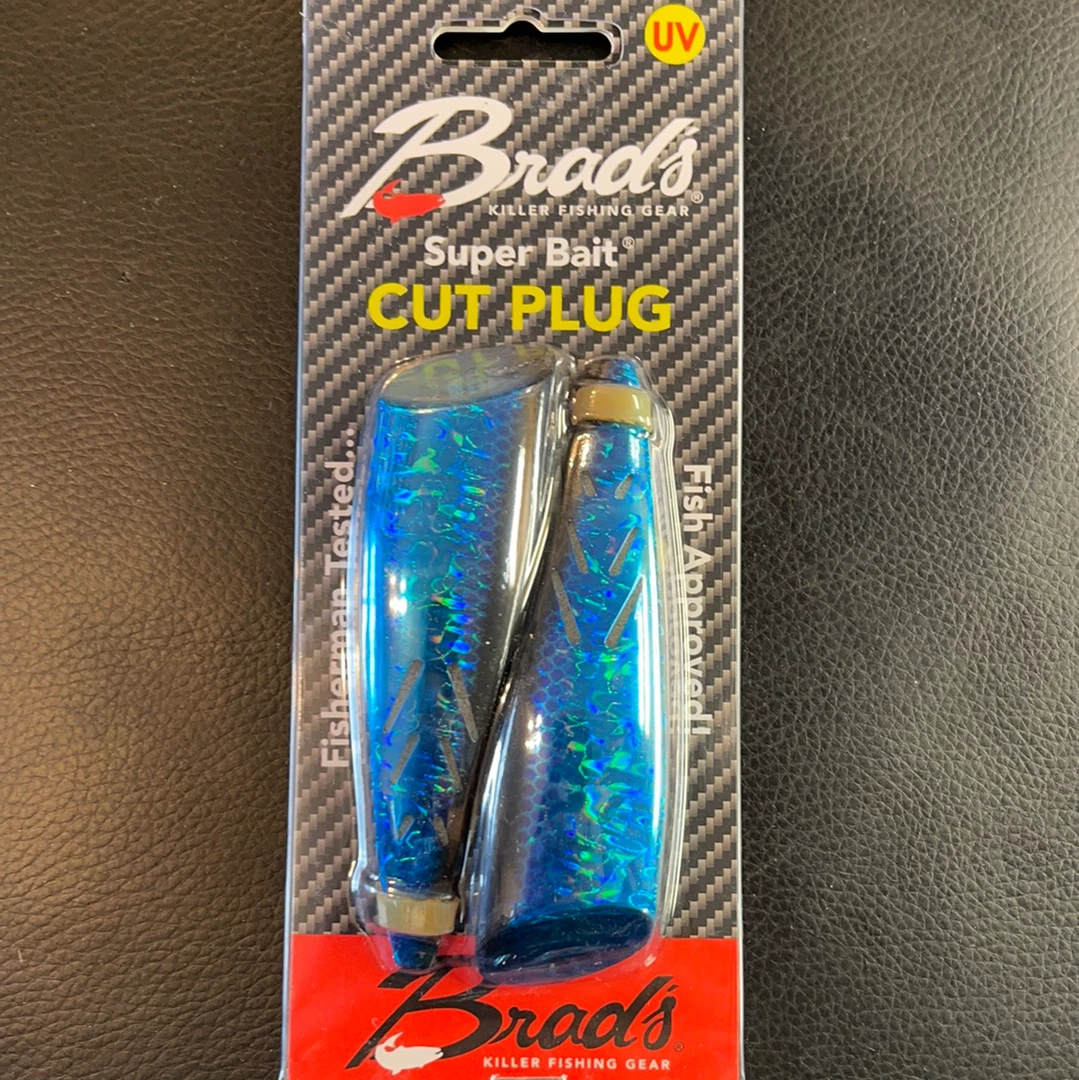 UV
Brad's®
KILLER FISHING GEAR
Super Bait®
CUT PLUG
Fisherman Tested...
Fish Approved!
Brad's®
KILLER FISHING GEAR